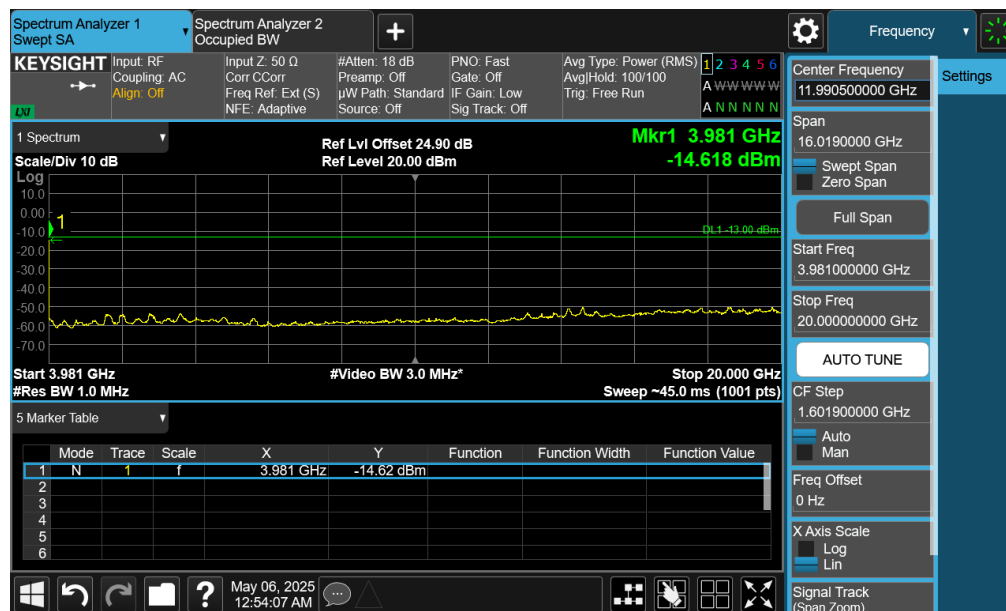 Spectrum Analyzer 1
Swept SA
Spectrum Analyzer 2
Occupied BW
Frequency
KEYSIGHT
LXI
Input: RF
Coupling: AC
Align: Off
Input Z: 50 Ω
Corr CCorr
Freq Ref: Ext (S)
NFE: Adaptive
#Atten: 18 dB
Preamp: Off
µW Path: Standard
Source: Off
PNO: Fast
Gate: Off
IF Gain: Low
Sig Track: Off
Avg Type: Power (RMS)
Avg|Hold: 100/100
Trig: Free Run
1 2 3 4 5 6
A W W W W W
A N N N N N
1 Spectrum
Scale/Div 10 dB
Ref Lvl Offset 24.90 dB
Ref Level 20.00 dBm
Mkr1 3.981 GHz
-14.618 dBm
Log
10.0
0.00
-10.0
-20.0
-30.0
-40.0
-50.0
-60.0
-70.0
1
DL1 -13.00 dBm
Start 3.981 GHz
#Res BW 1.0 MHz
#Video BW 3.0 MHz*
Stop 20.000 GHz
Sweep ~45.0 ms (1001 pts)
5 Marker Table
Mode Trace Scale X Y Function Function Width Function Value
1 N 1 f 3.981 GHz -14.62 dBm
2
3
4
5
6
May 06, 2025
12:54:07 AM
Center Frequency
11.990500000 GHz
Span
16.0190000 GHz
Swept Span
Zero Span
Full Span
Start Freq
3.981000000 GHz
Stop Freq
20.000000000 GHz
AUTO TUNE
CF Step
1.601900000 GHz
Auto
Man
Freq Offset
0 Hz
X Axis Scale
Log
Lin
Signal Track
(Span Zoom)
Settings